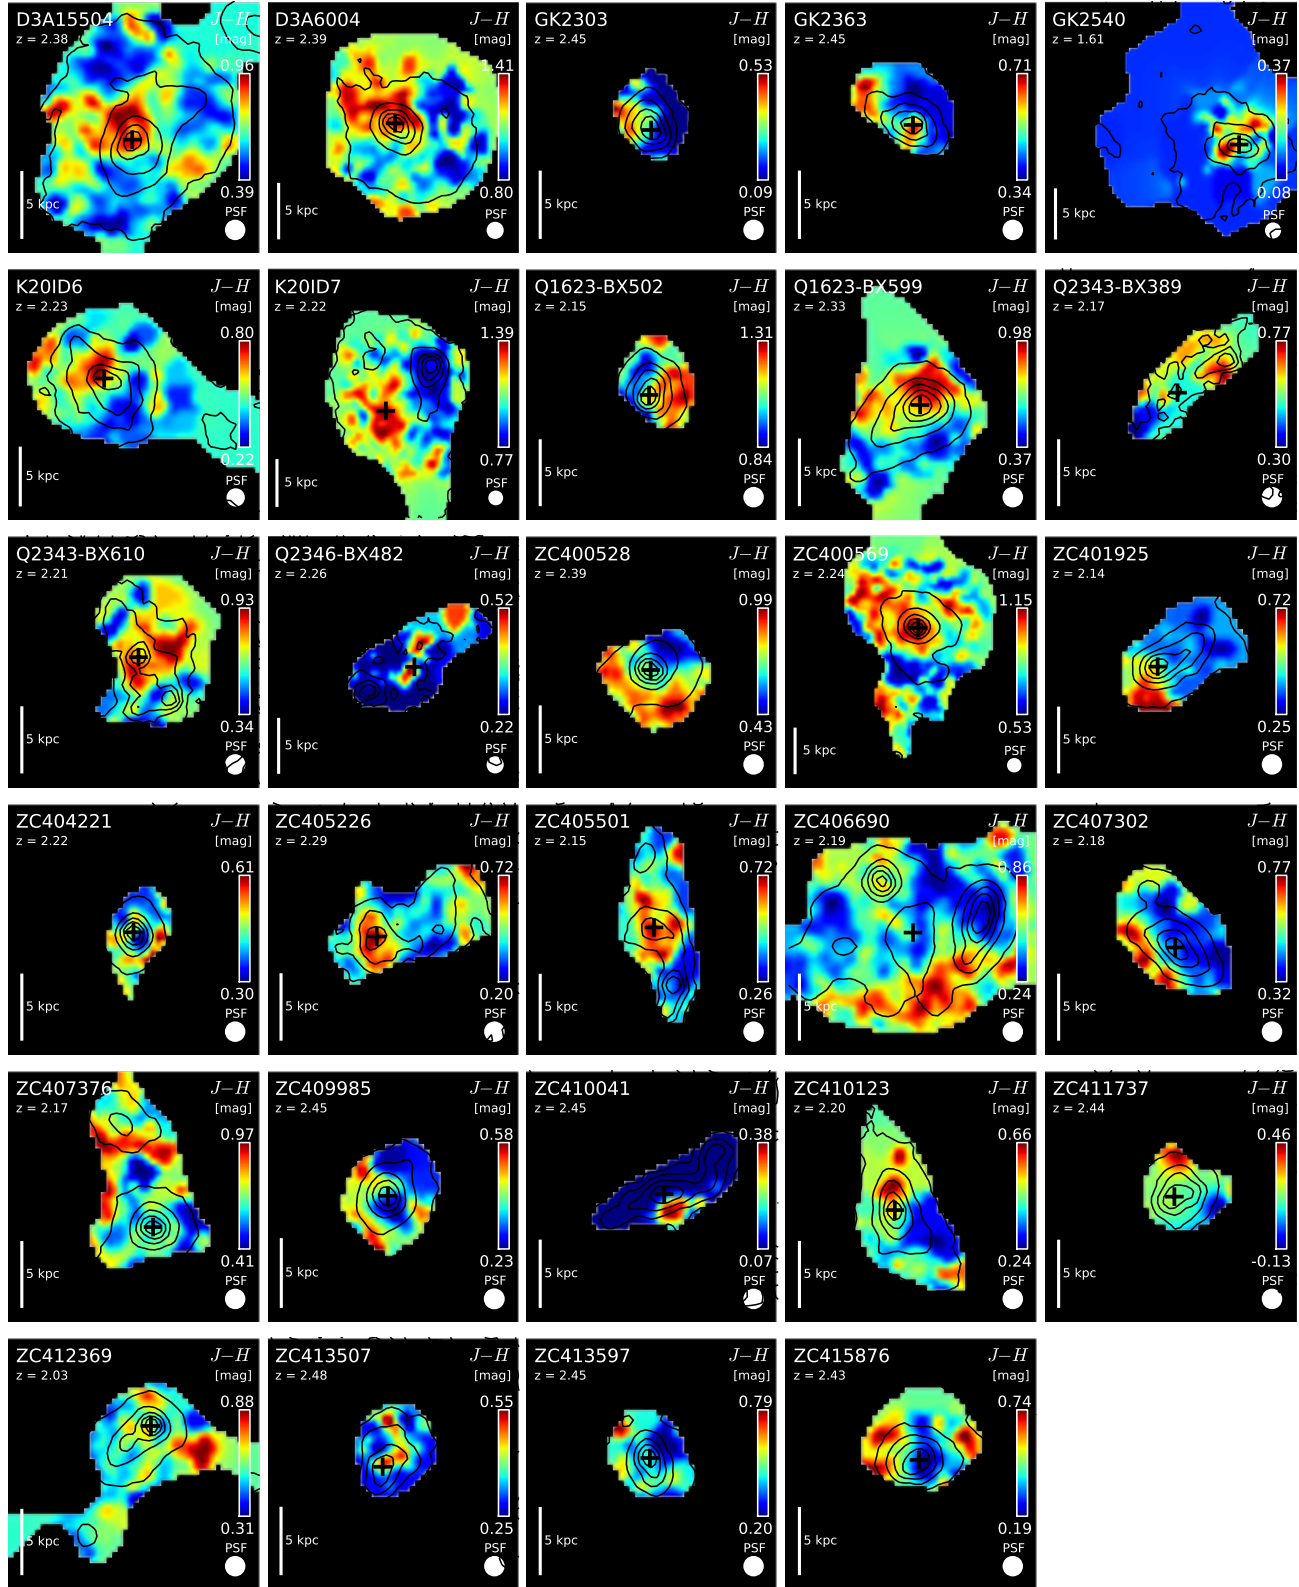 D3A15504 J−H
z = 2.38 [mag]
0.96
0.39
5 kpc PSF
D3A6004 J−H
z = 2.39 [mag]
1.41
0.80
5 kpc PSF
GK2303 J−H
z = 2.45 [mag]
0.53
0.09
5 kpc PSF
GK2363 J−H
z = 2.45 [mag]
0.71
0.34
5 kpc PSF
GK2540 J−H
z = 1.61 [mag]
0.37
0.08
5 kpc PSF
K20ID6 J−H
z = 2.23 [mag]
0.80
0.22
5 kpc PSF
K20ID7 J−H
z = 2.22 [mag]
1.39
0.77
5 kpc PSF
Q1623-BX502 J−H
z = 2.15 [mag]
1.31
0.84
5 kpc PSF
Q1623-BX599 J−H
z = 2.33 [mag]
0.98
0.37
5 kpc PSF
Q2343-BX389 J−H
z = 2.17 [mag]
0.77
0.30
5 kpc PSF
Q2343-BX610 J−H
z = 2.21 [mag]
0.93
0.34
5 kpc PSF
Q2346-BX482 J−H
z = 2.26 [mag]
0.52
0.22
5 kpc PSF
ZC400528 J−H
z = 2.39 [mag]
0.99
0.43
5 kpc PSF
ZC400569 J−H
z = 2.24 [mag]
1.15
0.53
5 kpc PSF
ZC401925 J−H
z = 2.14 [mag]
0.72
0.25
5 kpc PSF
ZC404221 J−H
z = 2.22 [mag]
0.61
0.30
5 kpc PSF
ZC405226 J−H
z = 2.29 [mag]
0.72
0.20
5 kpc PSF
ZC405501 J−H
z = 2.15 [mag]
0.72
0.26
5 kpc PSF
ZC406690 J−H
z = 2.19 [mag]
0.86
0.24
5 kpc PSF
ZC407302 J−H
z = 2.18 [mag]
0.77
0.32
5 kpc PSF
ZC407376 J−H
z = 2.17 [mag]
0.97
0.41
5 kpc PSF
ZC409985 J−H
z = 2.45 [mag]
0.58
0.23
5 kpc PSF
ZC410041 J−H
z = 2.45 [mag]
0.38
0.07
5 kpc PSF
ZC410123 J−H
z = 2.20 [mag]
0.66
0.24
5 kpc PSF
ZC411737 J−H
z = 2.44 [mag]
0.46
-0.13
5 kpc PSF
ZC412369 J−H
z = 2.03 [mag]
0.88
0.31
5 kpc PSF
ZC413507 J−H
z = 2.48 [mag]
0.55
0.25
5 kpc PSF
ZC413597 J−H
z = 2.45 [mag]
0.79
0.20
5 kpc PSF
ZC415876 J−H
z = 2.43 [mag]
0.74
0.19
5 kpc PSF